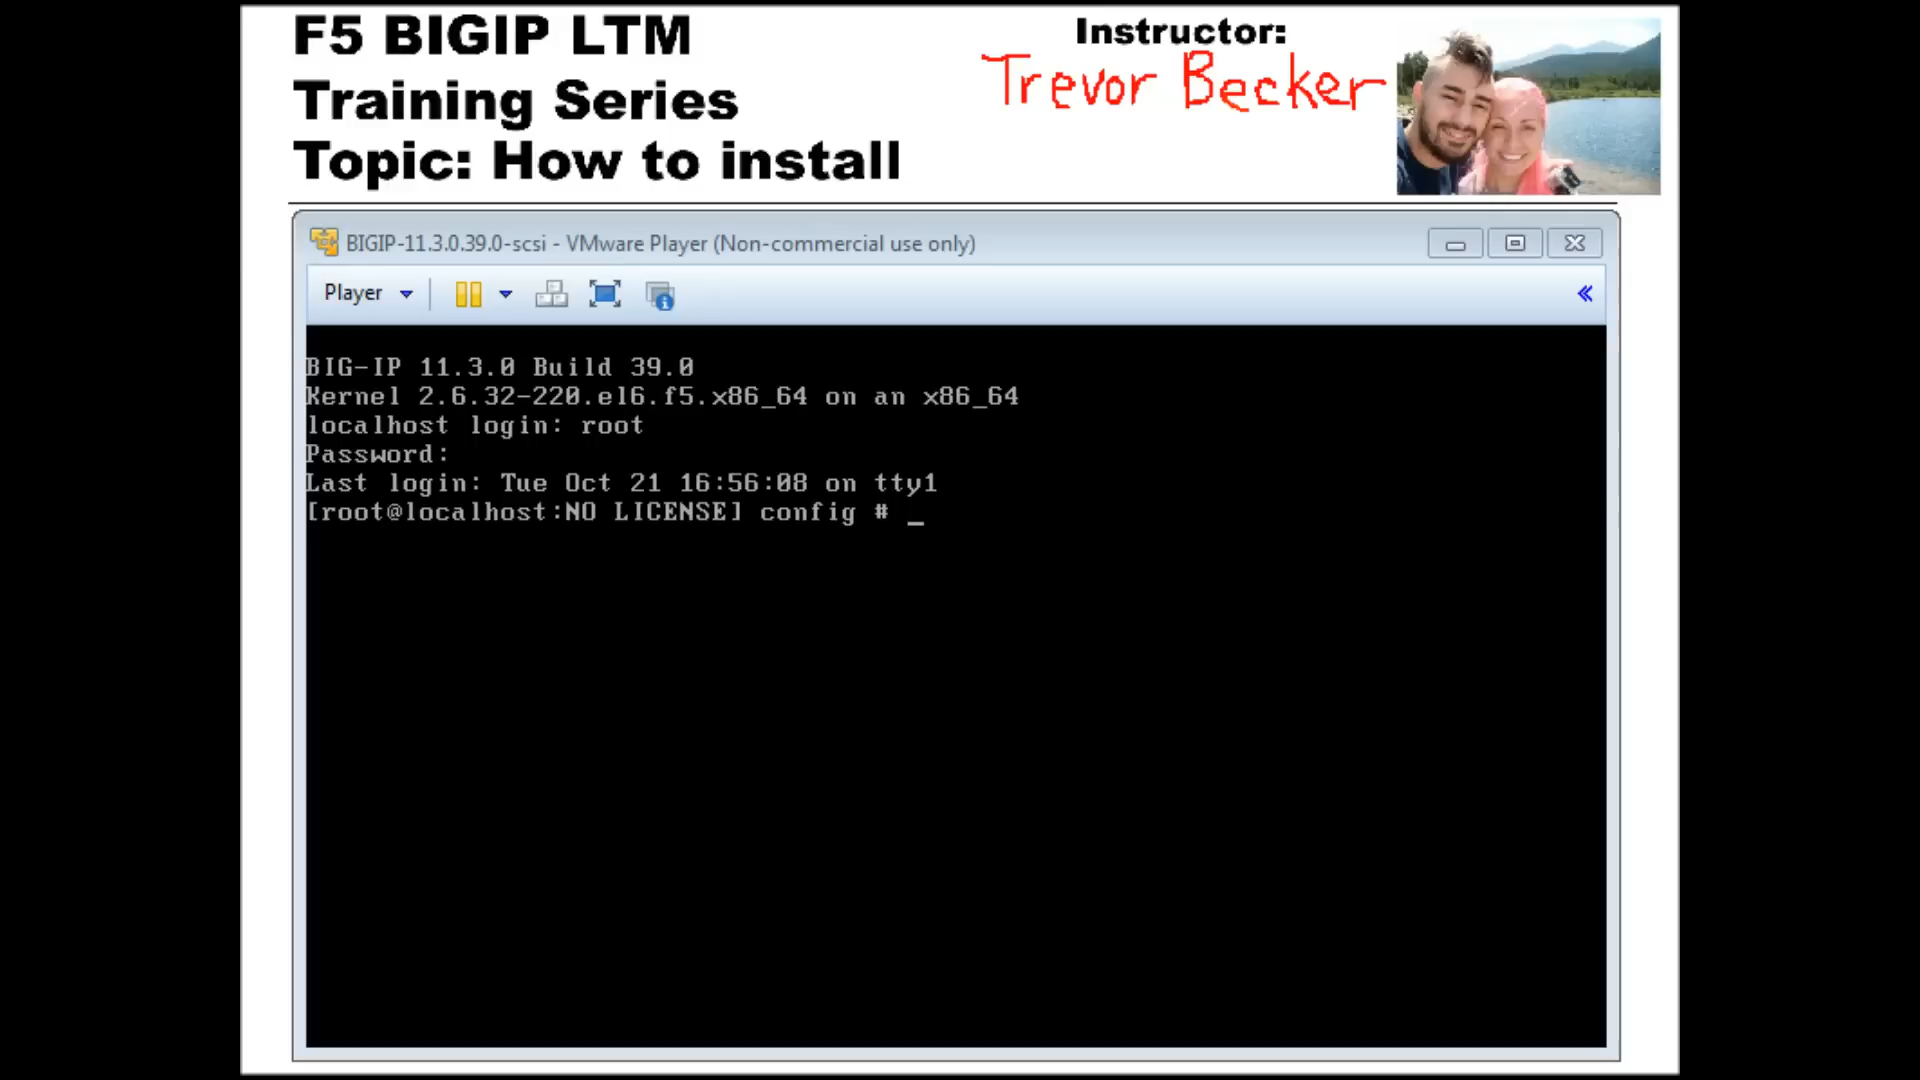 F5 BIGIP LTM
Training Series
Topic: How to install
Instructor:
Trevor Becker
BIGIP-11.3.0.39.0-scsi - VMware Player (Non-commercial use only)
Player
BIG-IP 11.3.0 Build 39.0
Kernel 2.6.32-220.el6.f5.x86_64 on an x86_64
localhost login: root
Password:
Last login: Tue Oct 21 16:56:08 on tty1
[root@localhost:NO LICENSE] config # _